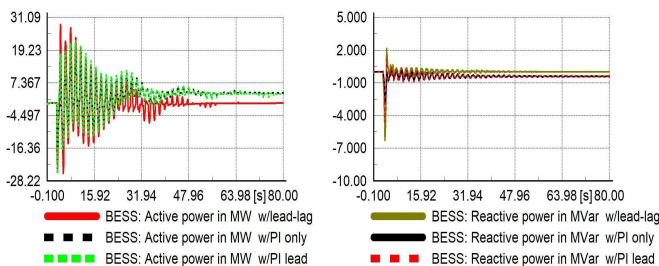 31.09
19.23
7.367
-4.497
-16.36
-28.22
-0.100 15.92 31.94 47.96 63.98 [s] 80.00
BESS: Active power in MW w/lead-lag
BESS: Active power in MW w/PI only
BESS: Active power in MW w/PI lead
5.000
2.000
-1.000
-4.000
-7.000
-10.00
-0.100 15.92 31.94 47.96 63.98 [s] 80.00
BESS: Reactive power in MVar w/lead-lag
BESS: Reactive power in MVar w/PI only
BESS: Reactive power in MVar w/PI lead